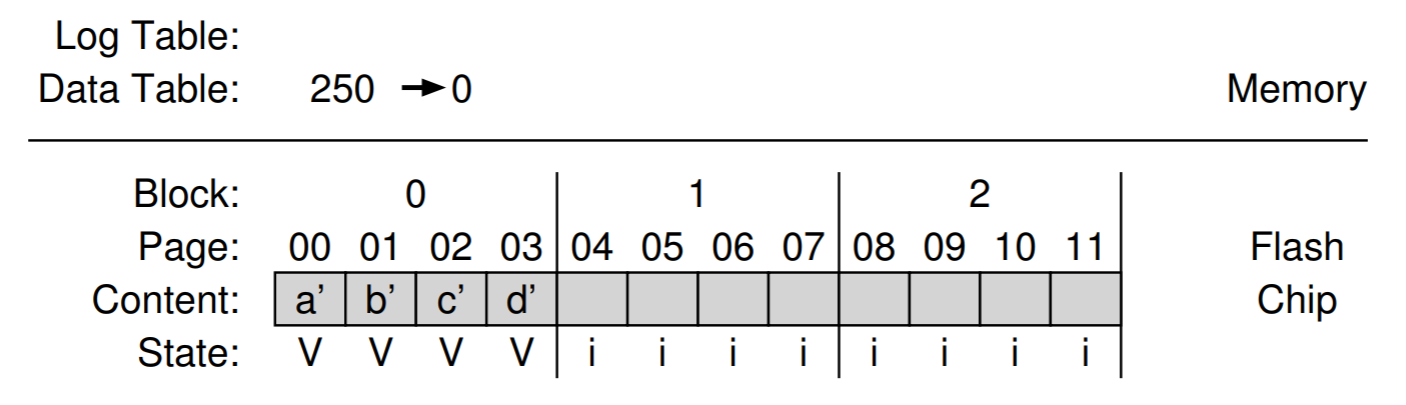 Log Table:
Data Table: 250 → 0 Memory
Block: 0 1 2
Page: 00 01 02 03 04 05 06 07 08 09 10 11 Flash
Content: a’ b’ c’ d’ Chip
State: V V V V i i i i i i i i